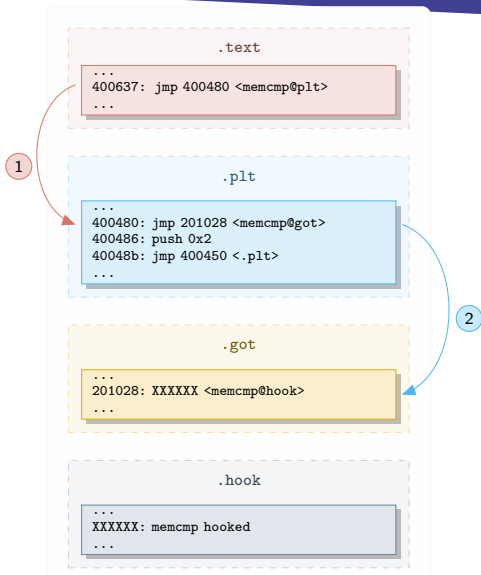 .text
...
400637: jmp 400480 <memcmp@plt>
...
1
.plt
...
400480: jmp 201028 <memcmp@got>
400486: push 0x2
40048b: jmp 400450 <.plt>
...
2
.got
...
201028: XXXXXX <memcmp@hook>
...
.hook
...
XXXXXX: memcmp hooked
...